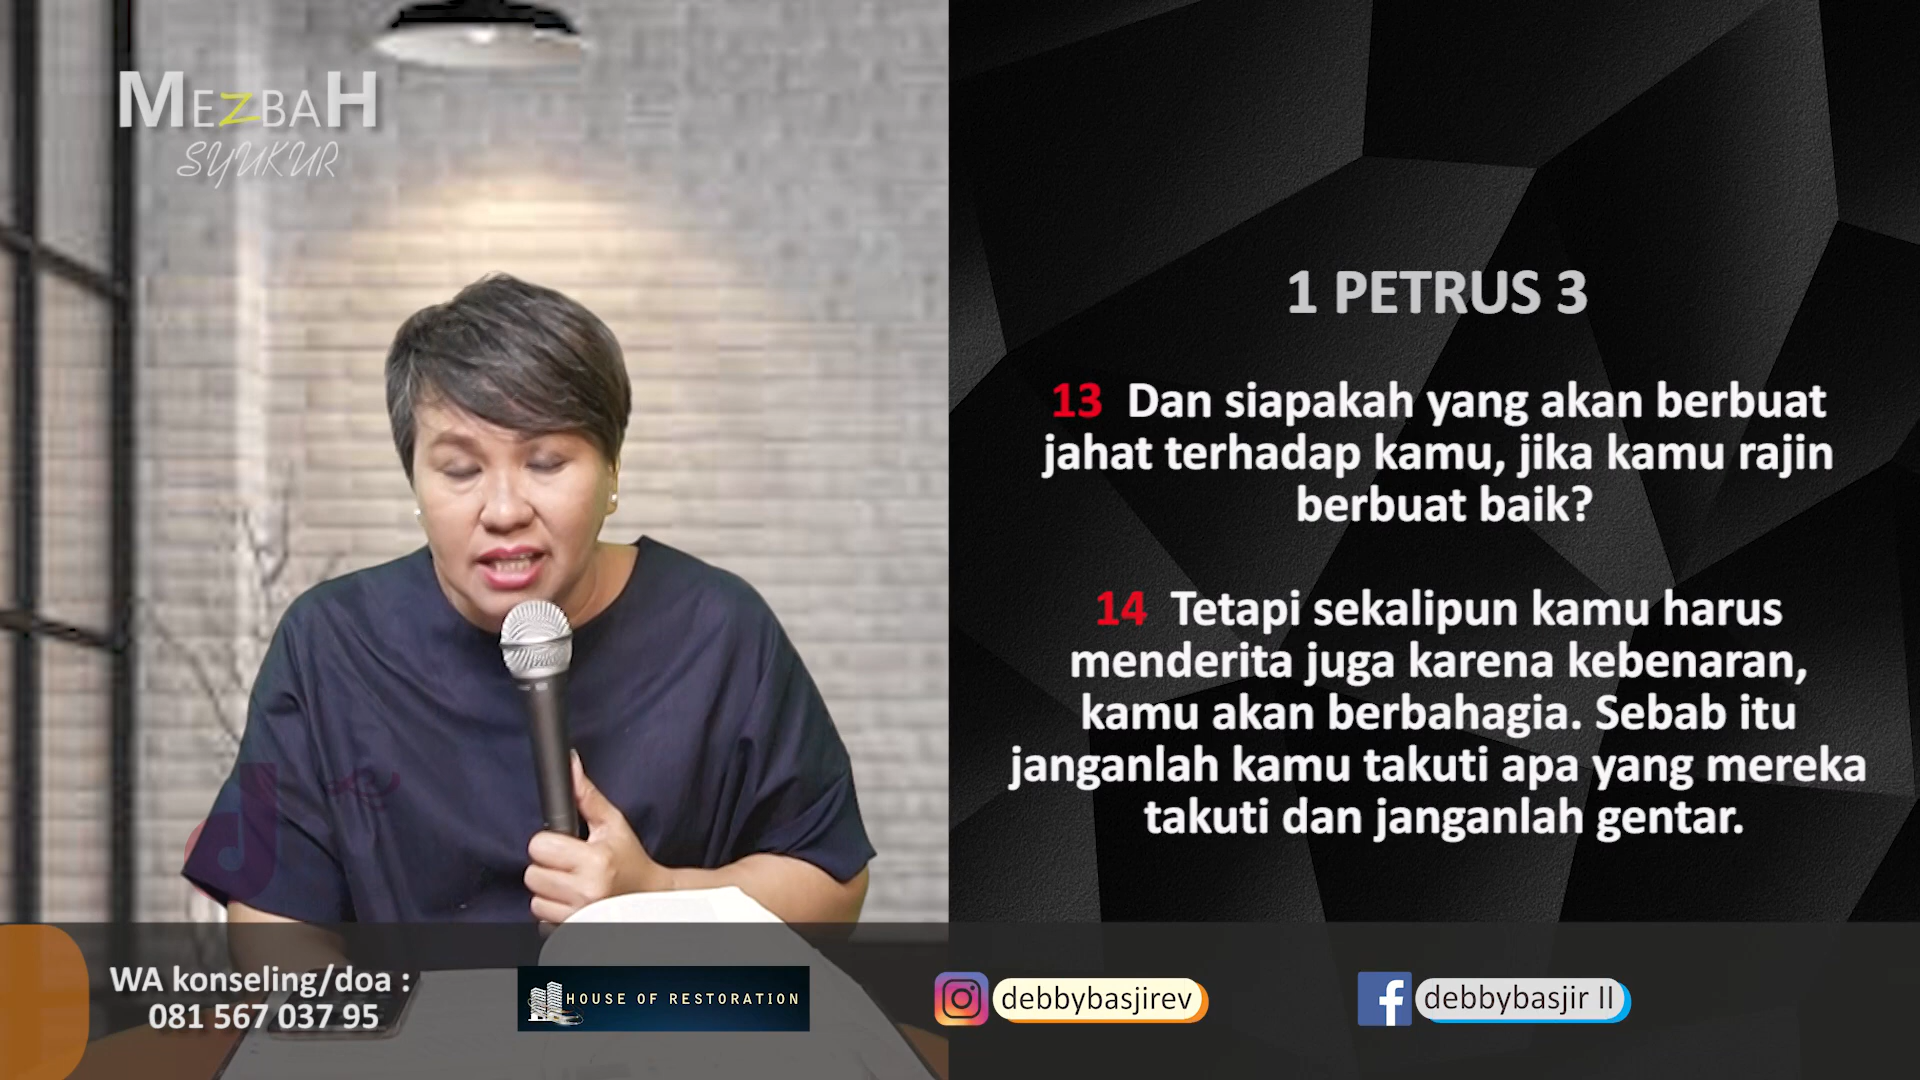 MEZBAH
SYUKUR
1 PETRUS 3
13 Dan siapakah yang akan berbuat
jahat terhadap kamu, jika kamu rajin
berbuat baik?
14 Tetapi sekalipun kamu harus
menderita juga karena kebenaran,
kamu akan berbahagia. Sebab itu
janganlah kamu takuti apa yang mereka
takuti dan janganlah gentar.
WA konseling/doa :
081 567 037 95
HOUSE OF RESTORATION
debbybasjirev
debbybasjir II